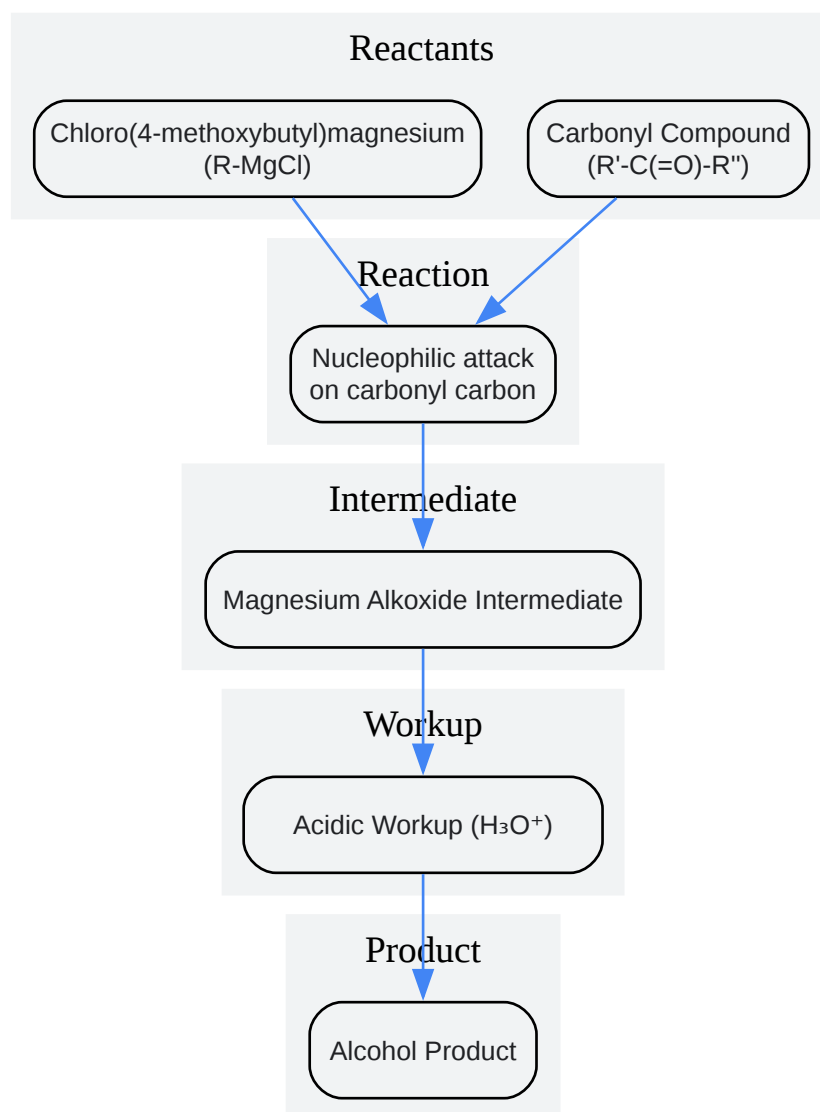 Reactants
Chloro(4-methoxybutyl)magnesium
(R-MgCl)
Carbonyl Compound
(R'-C(=O)-R")
Reaction
Nucleophilic attack
on carbonyl carbon
Intermediate
Magnesium Alkoxide Intermediate
Workup
Acidic Workup (H₃O⁺)
Product
Alcohol Product